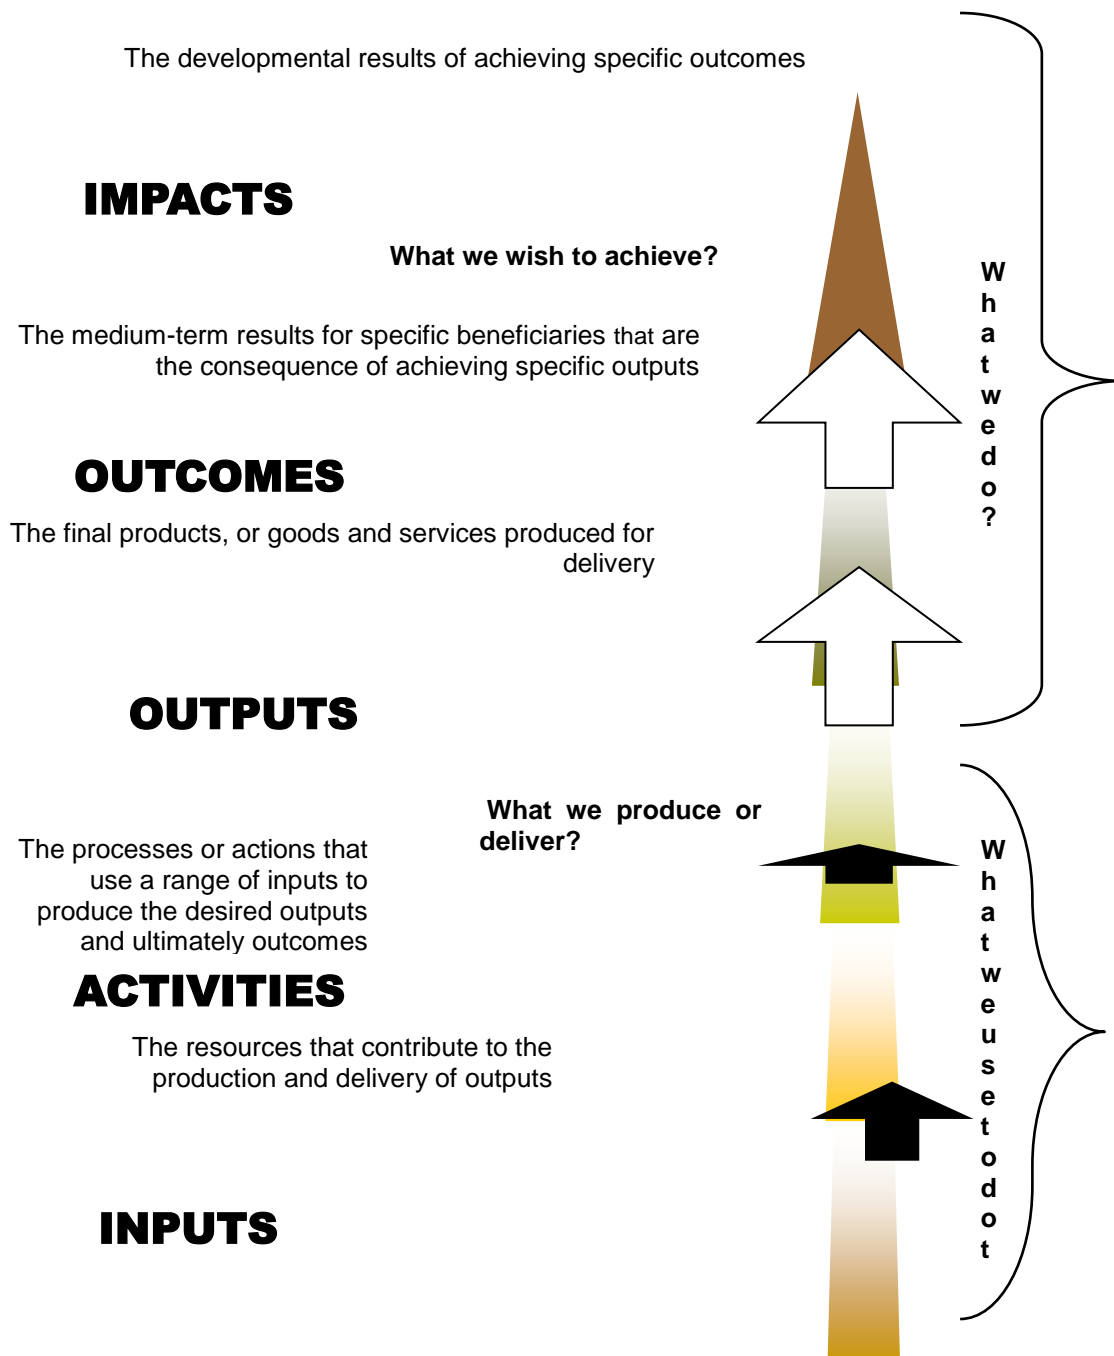 The developmental results of achieving specific outcomes
IMPACTS
What we wish to achieve?
The medium-term results for specific beneficiaries that are
the consequence of achieving specific outputs
OUTCOMES
The final products, or goods and services produced for
delivery
OUTPUTS
What we produce or
deliver?
The processes or actions that
use a range of inputs to
produce the desired outputs
and ultimately outcomes
ACTIVITIES
The resources that contribute to the
production and delivery of outputs
INPUTS
W
h
a
t
w
e
d
o
?
W
h
a
t
w
e
u
s
e
t
o
d
o
t